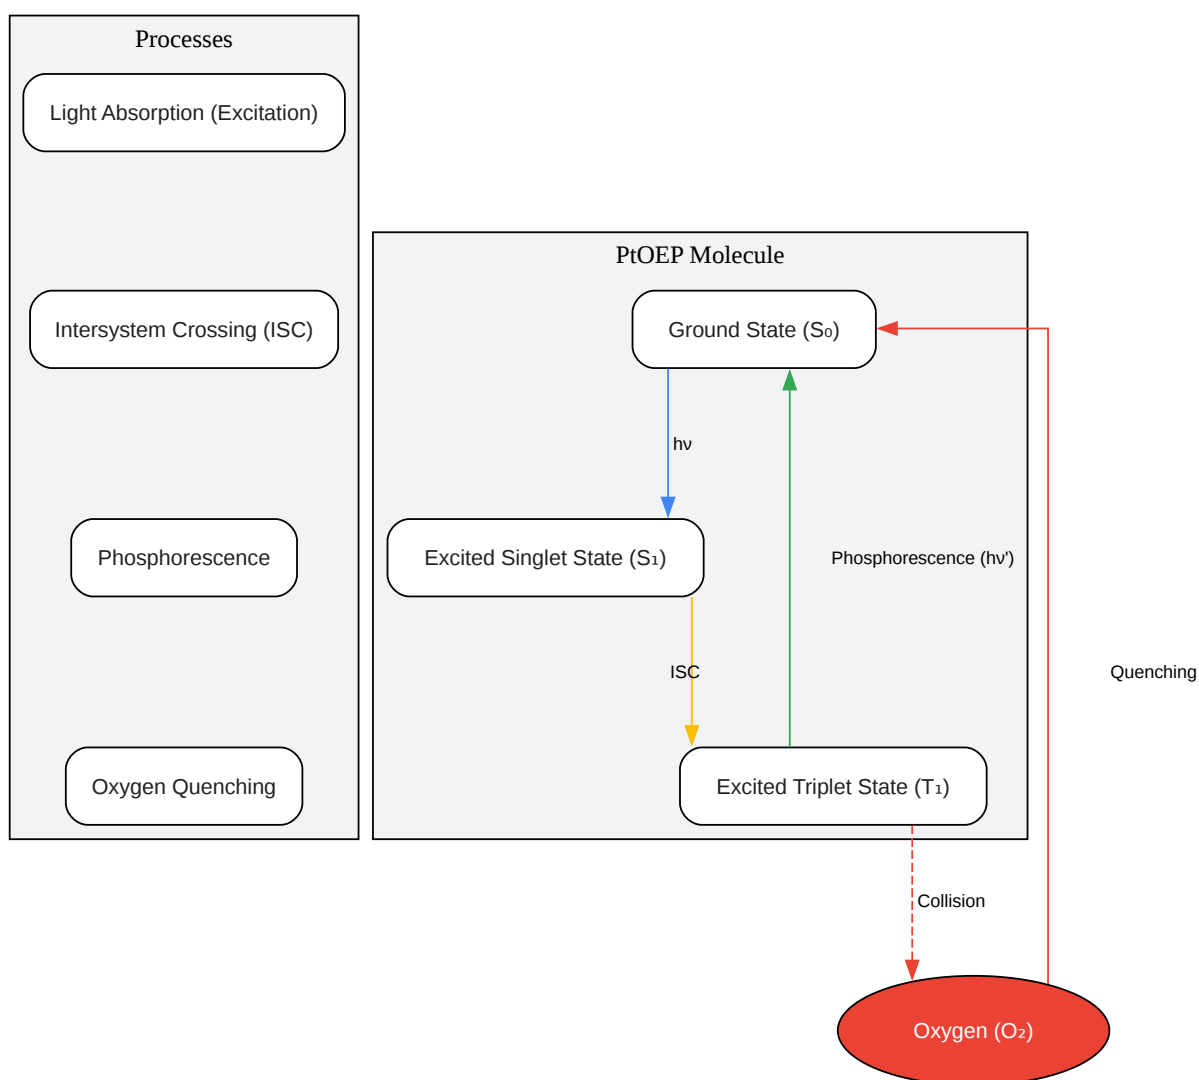 Processes
Light Absorption (Excitation)
Intersystem Crossing (ISC)
Phosphorescence
Oxygen Quenching
PtOEP Molecule
Ground State (S₀)
hν
Excited Singlet State (S₁)
Phosphorescence (hν')
ISC
Quenching
Excited Triplet State (T₁)
Collision
Oxygen (O₂)